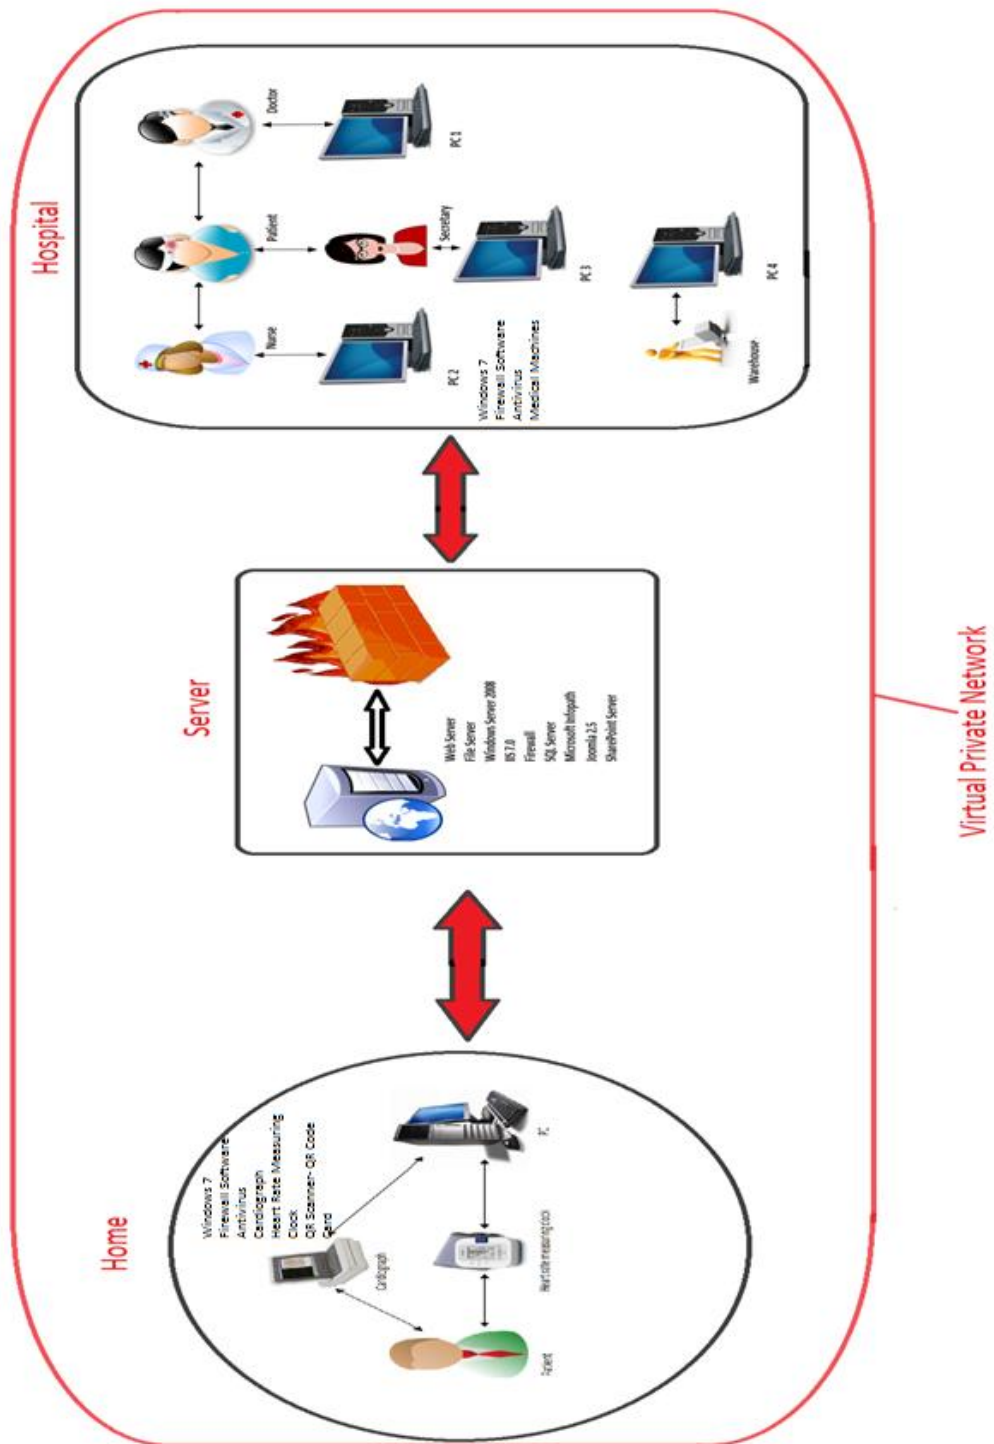 Home
Windows 7
Firewall Software
Antivirus
Cardiograph
Heart Rate Measuring
Clock
QR Scanner- QR Code
Card
Cardiograph
Patient
Heart rate measuring clock
PC
Server
Web Server
File Server
Windows Server 2008
IIS 7.0
Firewall
SQL Server
Microsoft Infopath
Joomla 2.5
SharePoint Server
Hospital
Nurse
Patient
Doctor
PC 2
Secretary
PC 1
Windows 7
Firewall Software
Antivirus
Medical Machines
PC 3
Warehouse
PC 4
Virtual Private Network